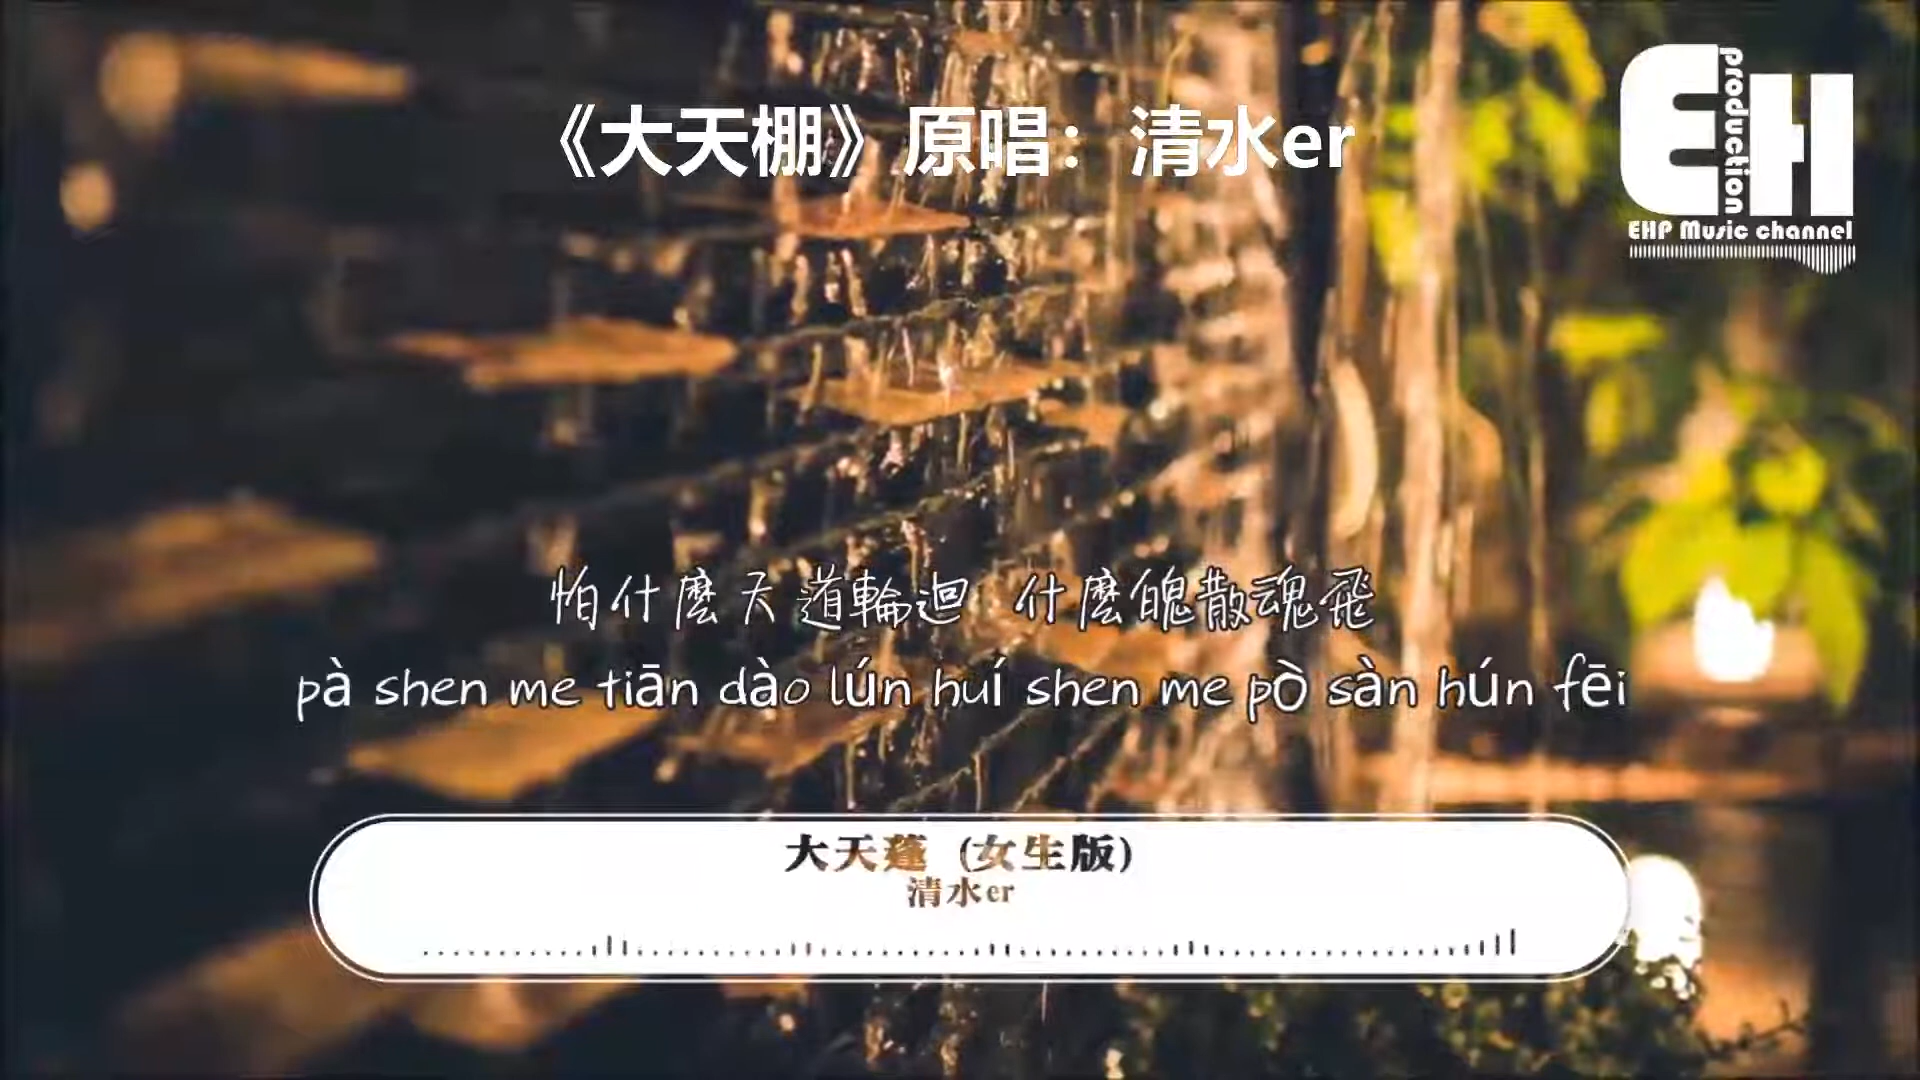 《大天棚》原唱：清水er
EH
production
EHP Music channel
怕什麼天道輪迴 什麼魄散魂飛
pà shen me tiān dào lún huí shen me pò sàn hún fēi
大天蓬（女生版）
清水er